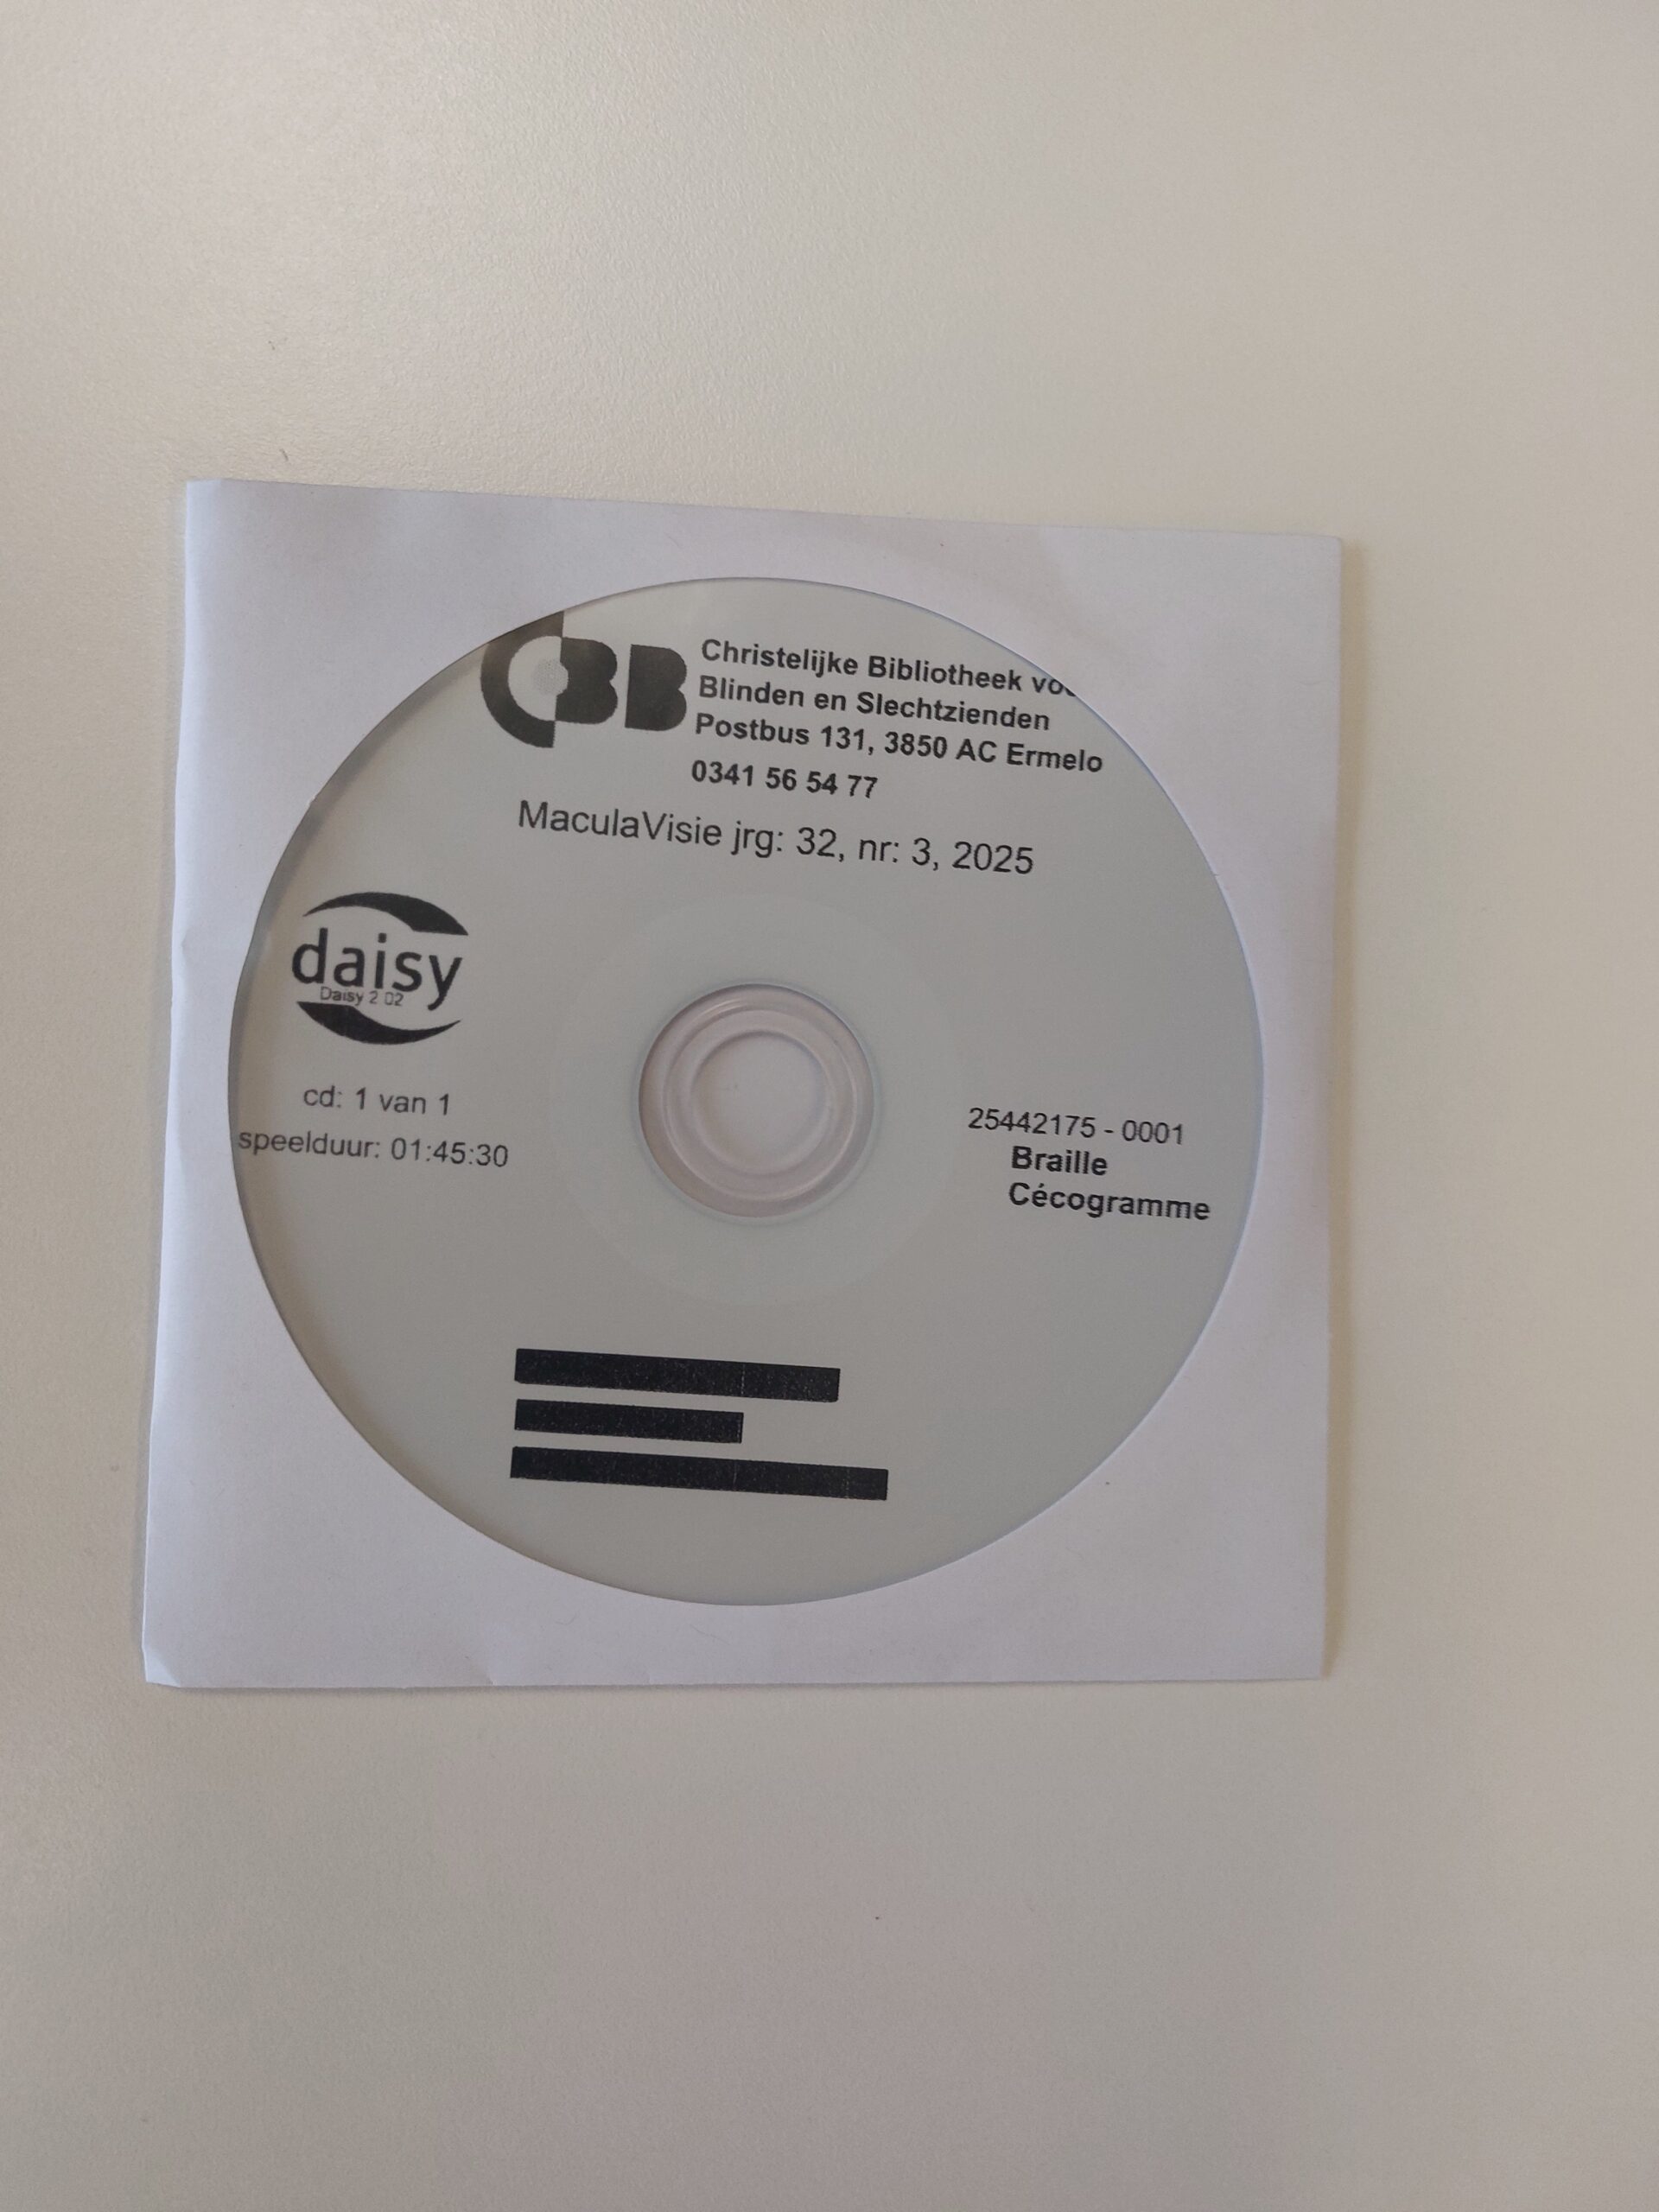 CBB
Christelijke Bibliotheek
Blinden en Slechtzienden
Postbus 131, 3850 AC Ermelo
0341 56 54 77
MaculaVisie jrg: 32, nr: 3, 2025
daisy
Daisy 2 02
cd: 1 van 1
speelduur: 01:45:30
25442175 - 0001
Braille
Cécogramme